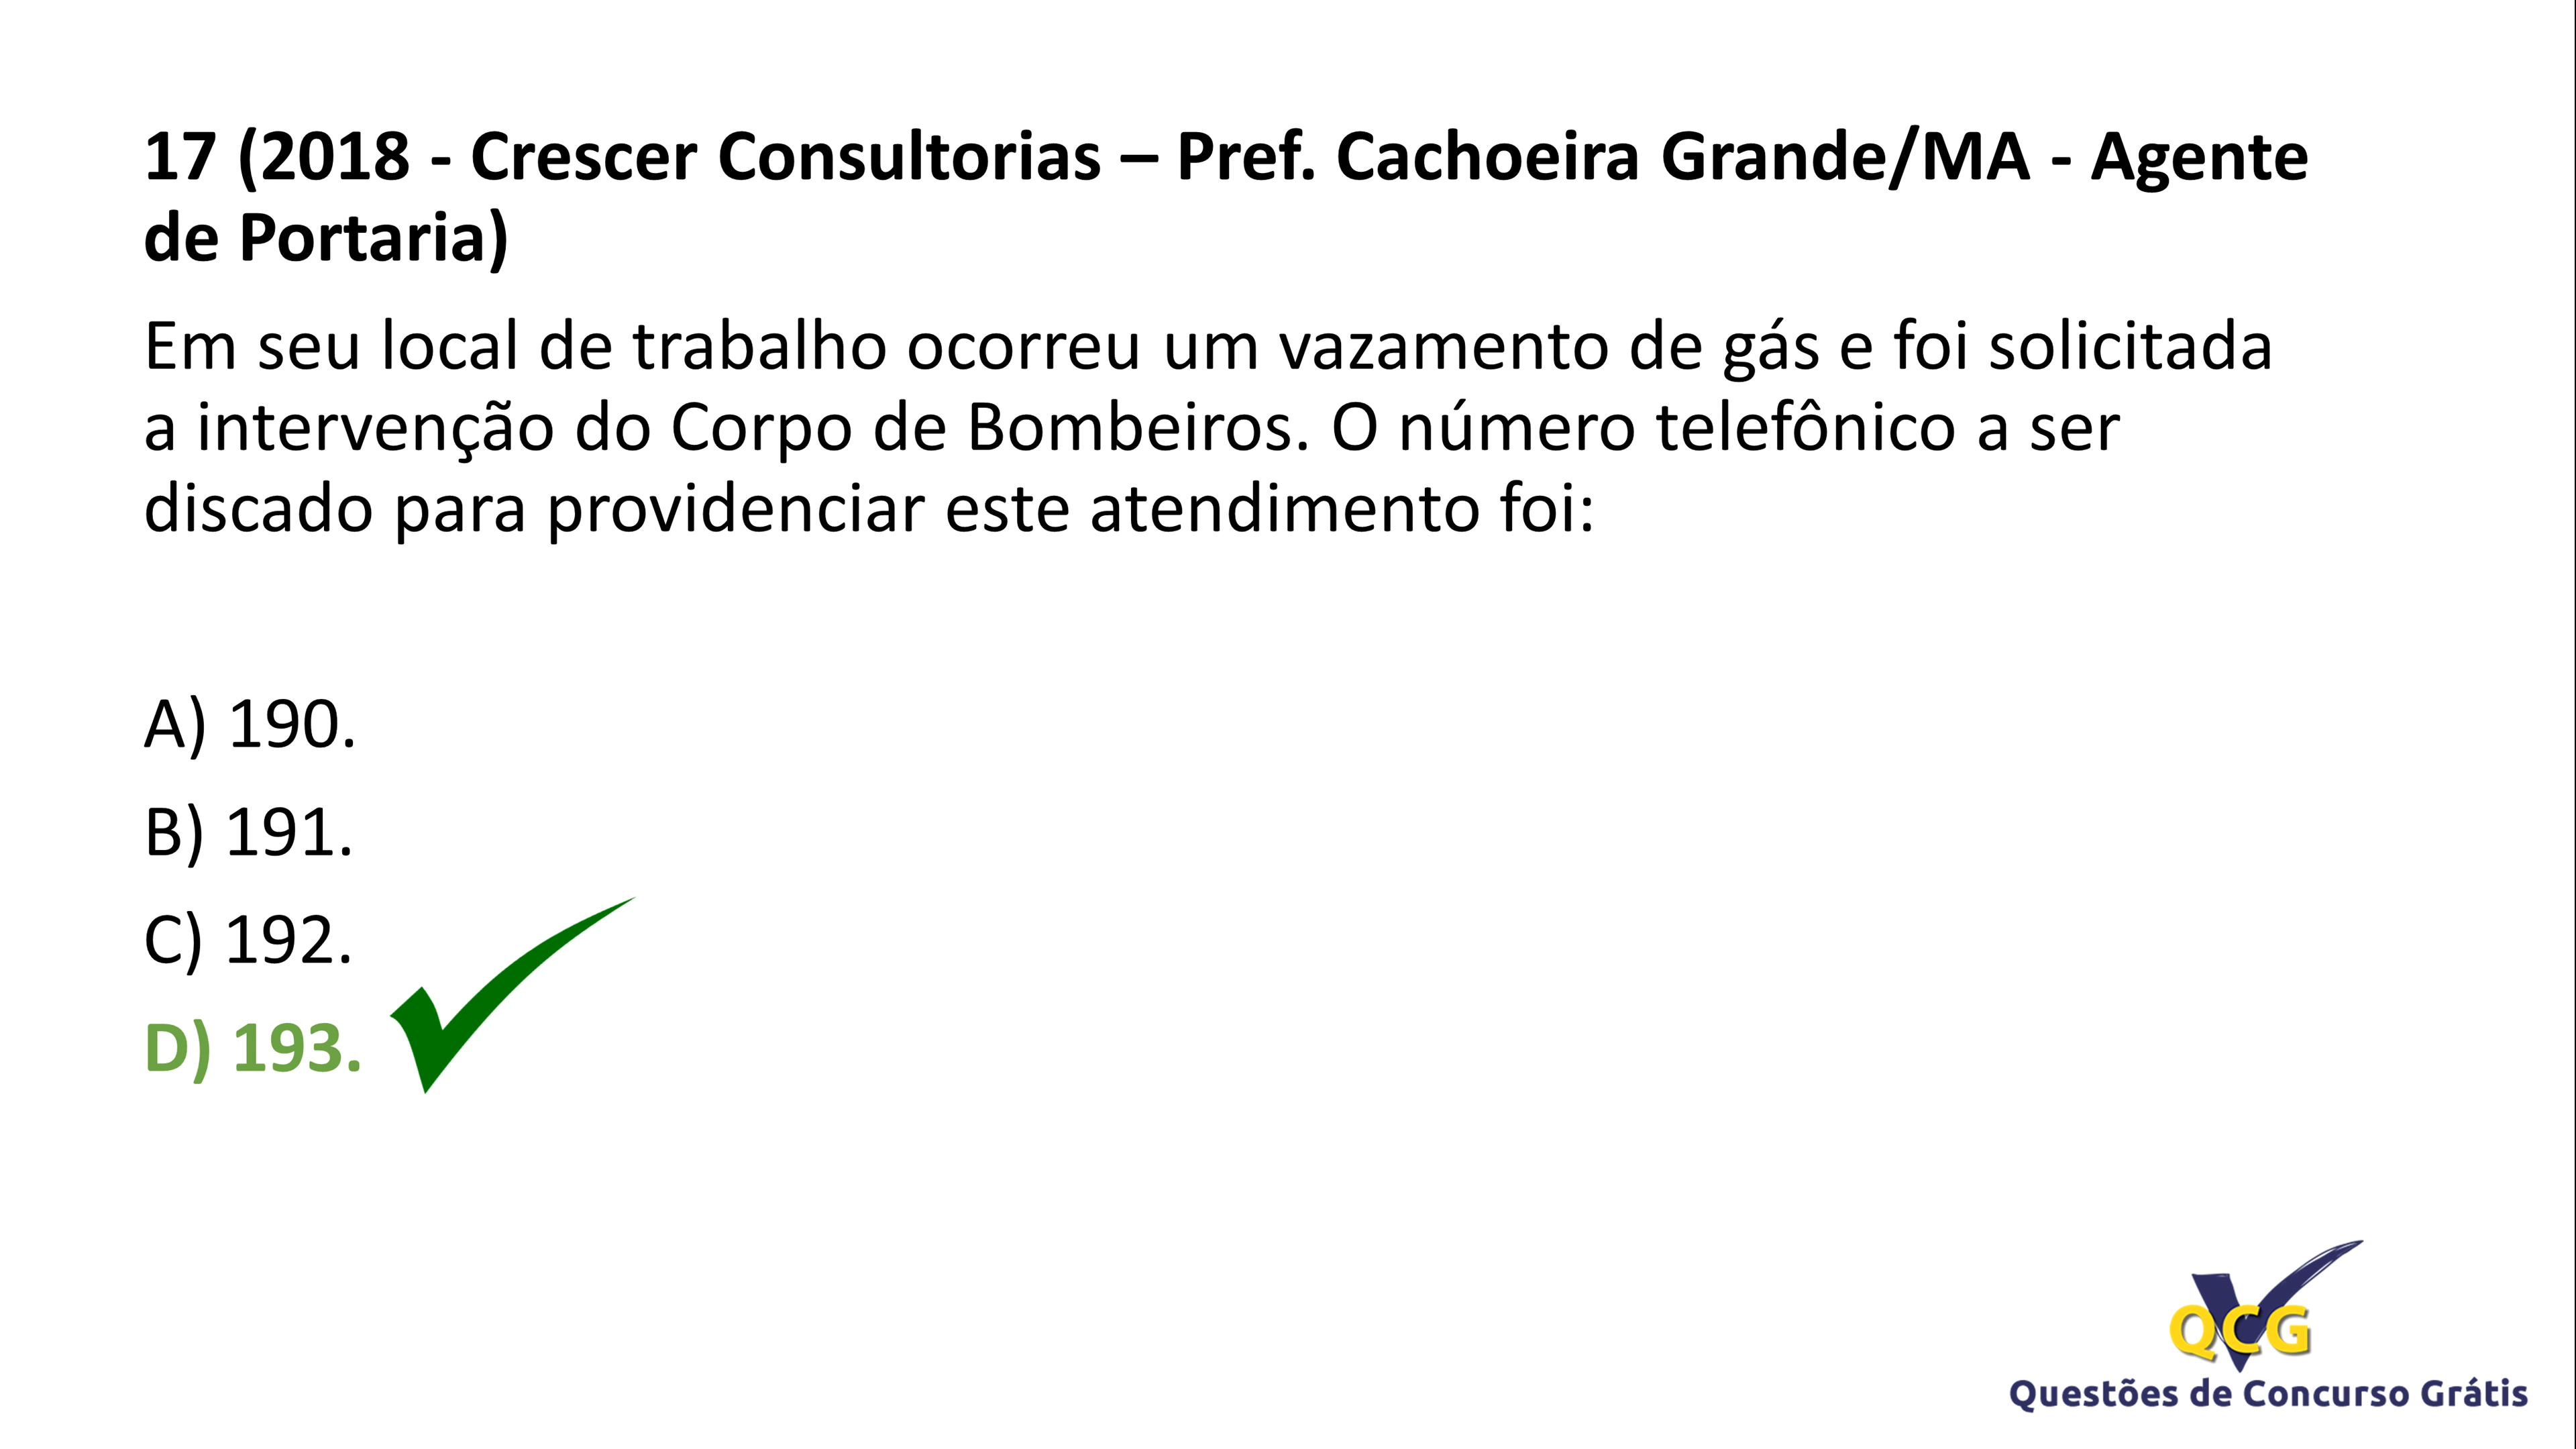 17 (2018 - Crescer Consultorias – Pref. Cachoeira Grande/MA - Agente
de Portaria)
Em seu local de trabalho ocorreu um vazamento de gás e foi solicitada
a intervenção do Corpo de Bombeiros. O número telefônico a ser
discado para providenciar este atendimento foi:
A) 190.
B) 191.
C) 192.
D) 193.
QCG
Questões de Concurso Grátis